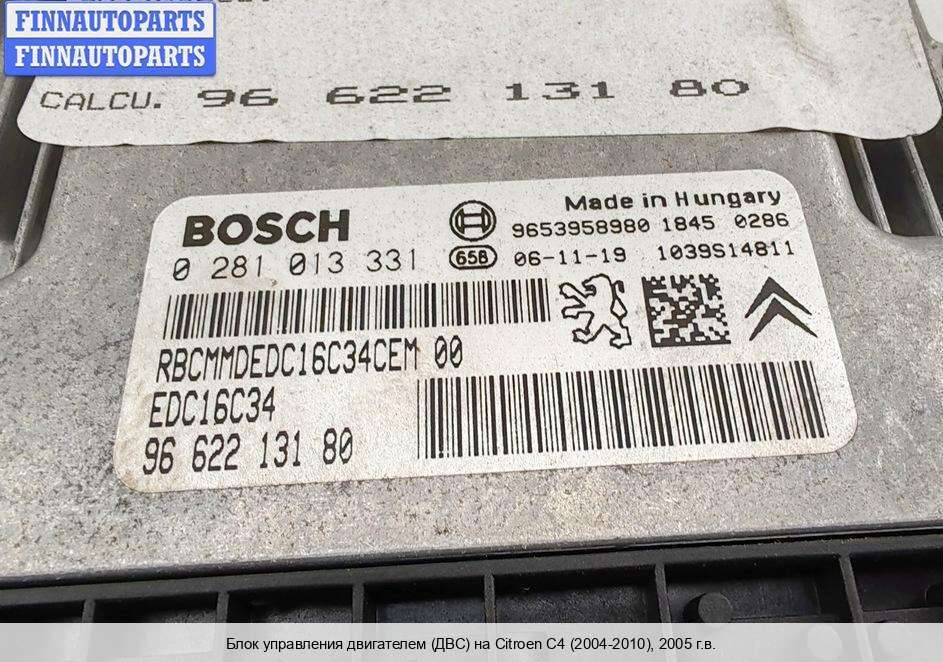 FINNAUTOPARTS
FINNAUTOPARTS
CALCU. 96 622 131 80
BOSCH
Made in Hungary
9653958980 1845 0286
0 281 013 331
658 06-11-19 1039S14811
RBCMMDEDC16C34CEM 00
EDC16C34
96 622 131 80
Блок управления двигателем (ДВС) на Citroen C4 (2004-2010), 2005 г.в.